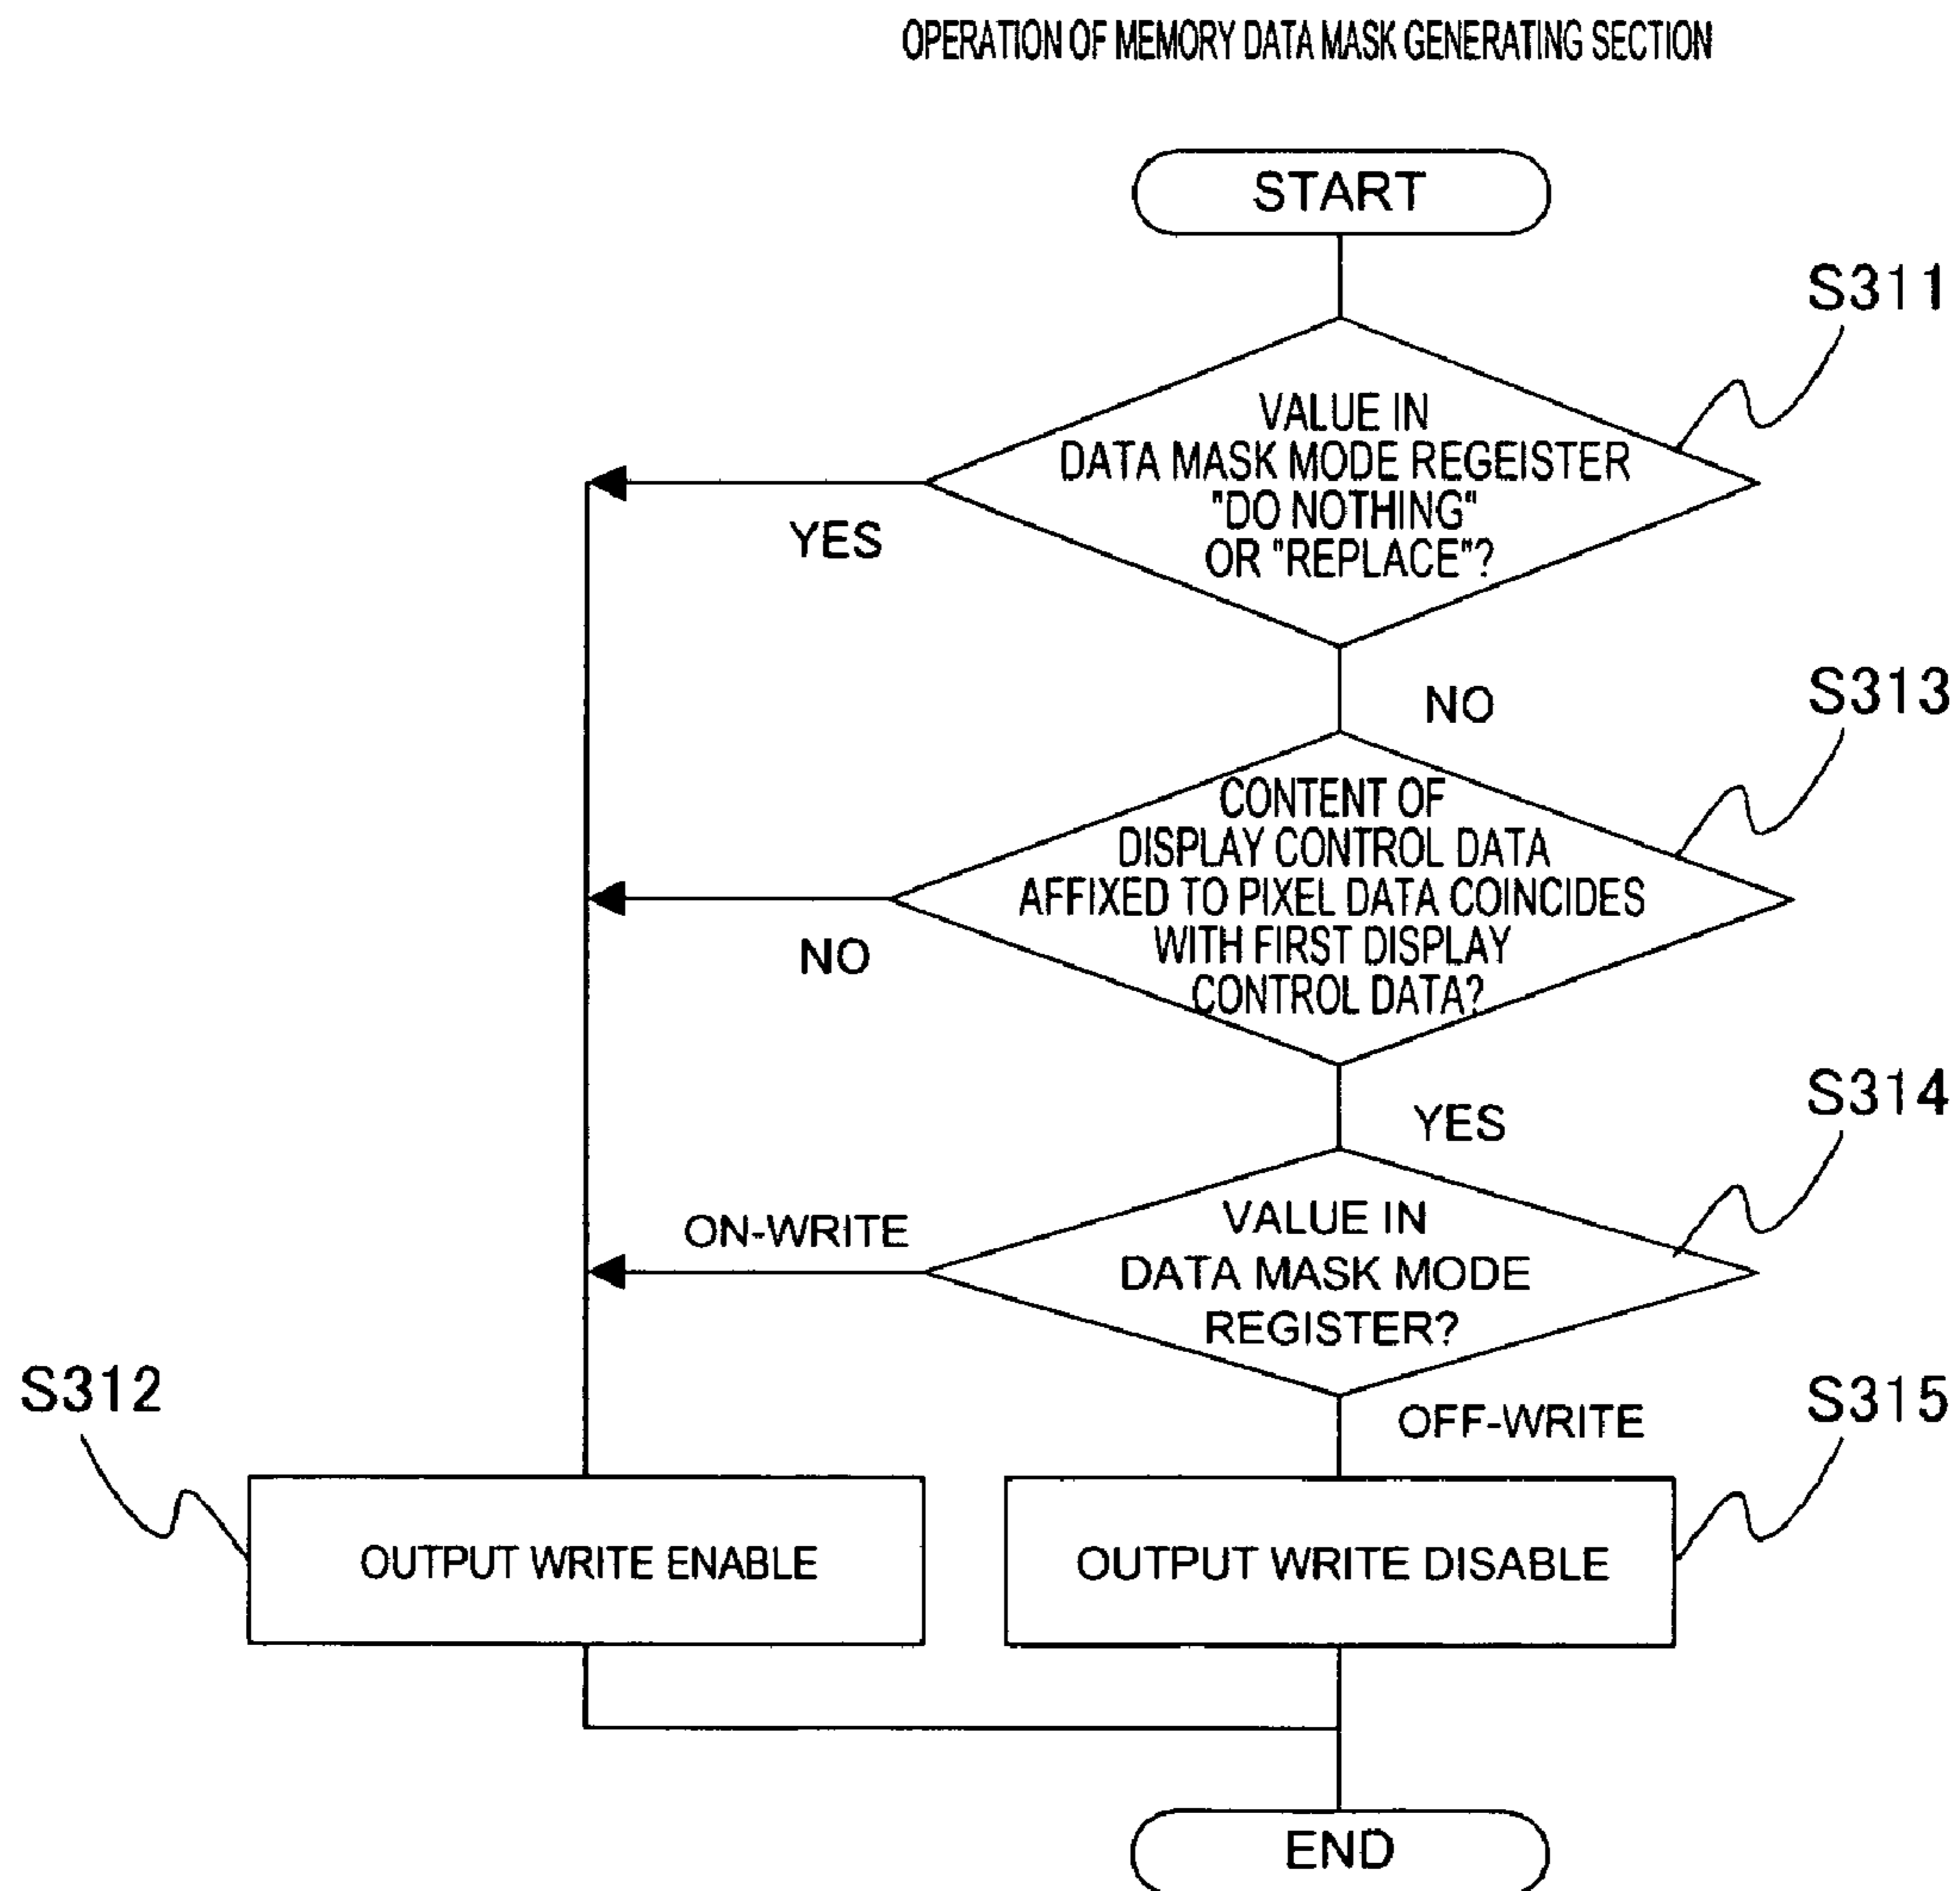 OPERATION OF MEMORY DATA MASK GENERATING SECTION
START
S311
VALUE IN
DATA MASK MODE REGEISTER
"DO NOTHING"
OR "REPLACE"?
YES
NO
S313
CONTENT OF
DISPLAY CONTROL DATA
AFFIXED TO PIXEL DATA COINCIDES
WITH FIRST DISPLAY
CONTROL DATA?
NO
YES
S314
ON-WRITE
VALUE IN
DATA MASK MODE
REGISTER?
S312
OFF-WRITE
S315
OUTPUT WRITE ENABLE
OUTPUT WRITE DISABLE
END